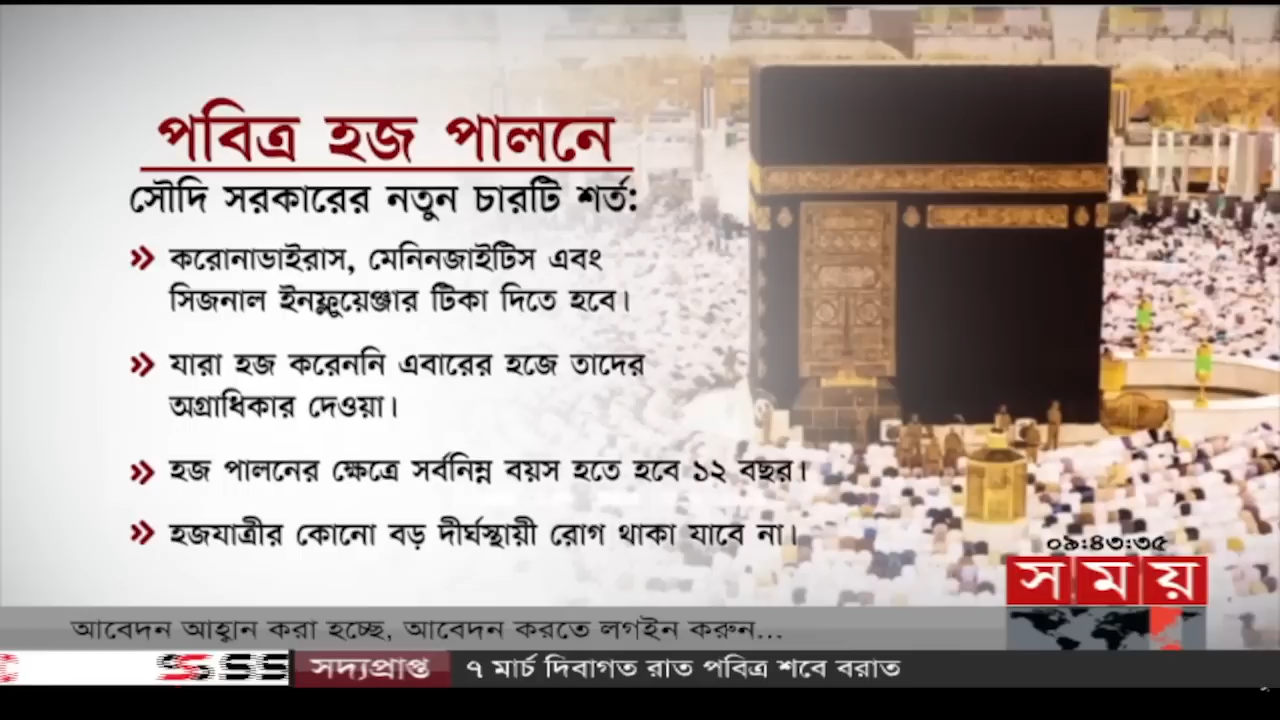 পবিত্র হজ পালনে
সৌদি সরকারের নতুন চারটি শর্ত:
» করোনাভাইরাস, মেনিনজাইটিস এবং
সিজনাল ইনফ্লুয়েঞ্জার টিকা দিতে হবে।
» যারা হজ করেননি এবারের হজে তাদের
অগ্রাধিকার দেওয়া।
» হজ পালনের ক্ষেত্রে সর্বনিম্ন বয়স হতে হবে ১২ বছর।
» হজযাত্রীর কোনো বড় দীর্ঘস্থায়ী রোগ থাকা যাবে না।
০৯:৪৩:৩৫
সময়
আবেদন আহ্বান করা হচ্ছে, আবেদন করতে লগইন করুন...
সদ্যপ্রাপ্ত ৭ মার্চ দিবাগত রাত পবিত্র শবে বরাত